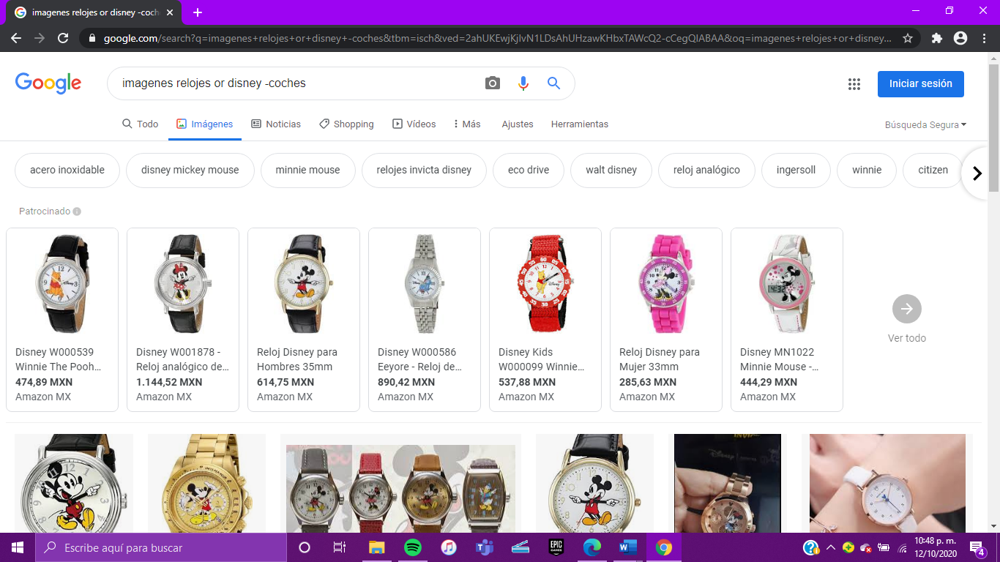 imagenes relojes or disney -coch
google.com/search?q=imagenes+relojes+or+disney+-coches&tbm=isch&ved=2ahUKEwjKjIvN1LDsAhUHzawKHbxTAWcQ2-cCegQIABAA&oq=imagenes+relojes+or+disney...
Google
imagenes relojes or disney -coches
Iniciar sesión
Todo Imágenes Noticias Shopping Vídeos Más Ajustes Herramientas
Búsqueda Segura
acero inoxidable disney mickey mouse minnie mouse relojes invicta disney eco drive walt disney reloj analógico ingersoll winnie citizen
Patrocinado
Disney W000539
Winnie The Pooh...
474,89 MXN
Amazon MX
Disney W001878 -
Reloj analógico de...
1.144,52 MXN
Amazon MX
Reloj Disney para
Hombres 35mm
614,75 MXN
Amazon MX
Disney W000586
Eeyore - Reloj de...
890,42 MXN
Amazon MX
Disney Kids
W000099 Winnie...
537,88 MXN
Amazon MX
Reloj Disney para
Mujer 33mm
285,63 MXN
Amazon MX
Disney MN1022
Minnie Mouse -...
444,29 MXN
Amazon MX
Ver todo
Escribe aquí para buscar
EPIC
GAMES
10:48 p. m.
12/10/2020
4